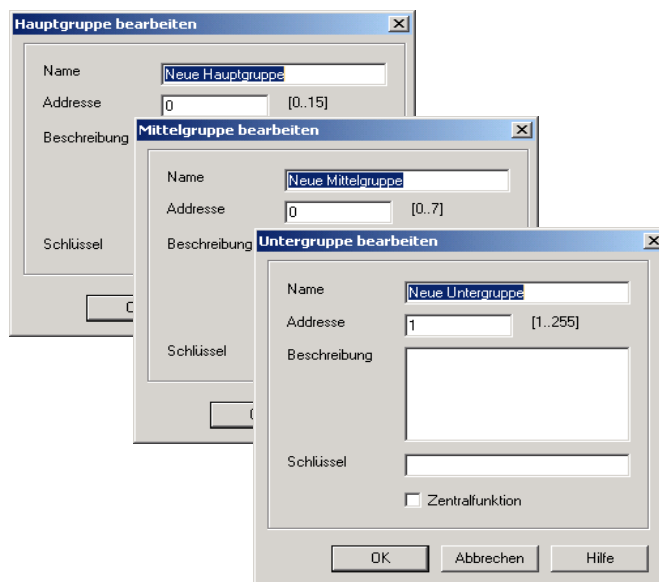 Hauptgruppe bearbeiten
Name
Neue Hauptgruppe
Addresse
0
[0..15]
Beschreibung
Schlüssel
Mittelgruppe bearbeiten
Name
Neue Mittelgruppe
Addresse
0
[0..7]
Beschreibung
Schlüssel
Untergruppe bearbeiten
Name
Neue Untergruppe
Addresse
1
[1..255]
Beschreibung
Schlüssel
Zentralfunktion
OK
Abbrechen
Hilfe